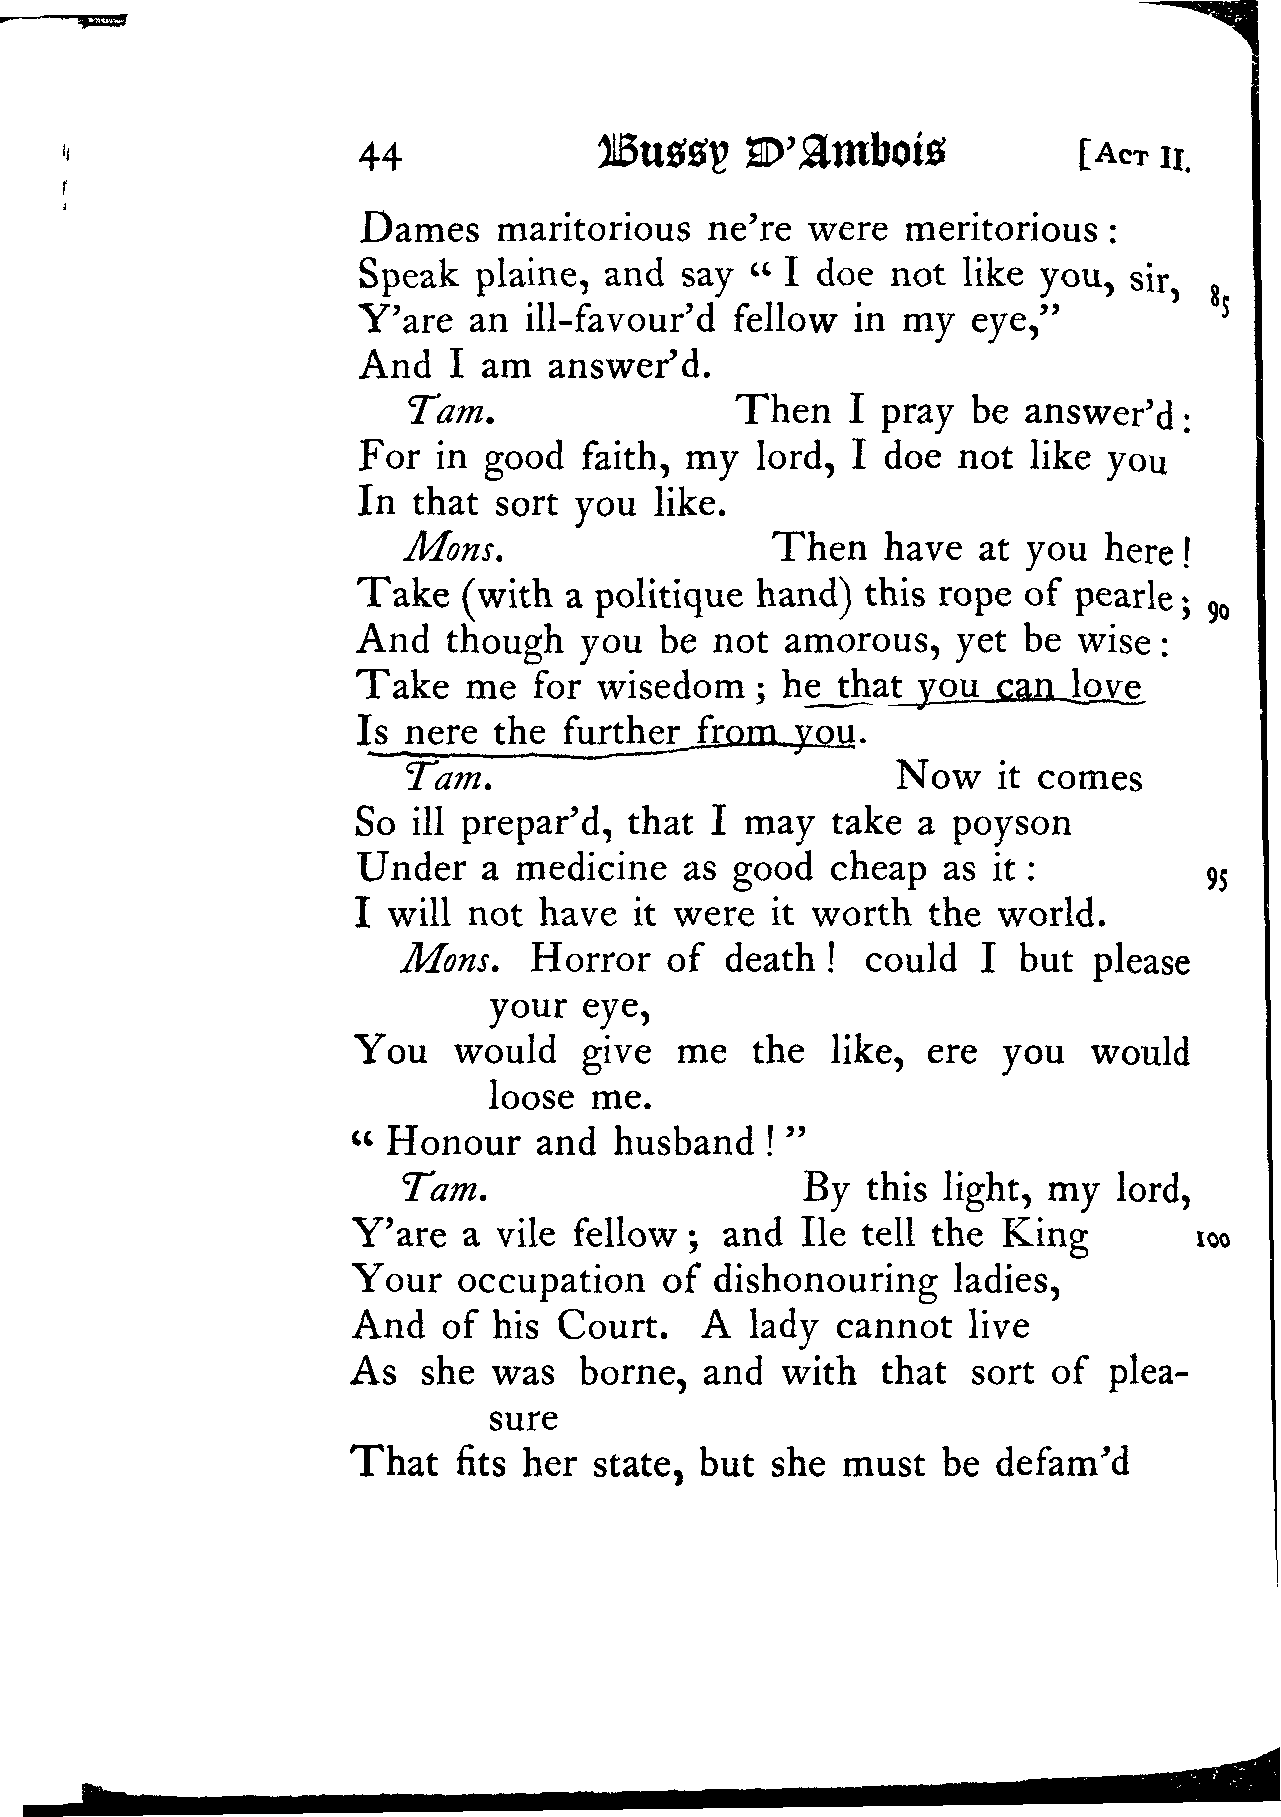 44 Bussy D'Ambois [Act II.
Dames maritorious ne're were meritorious :
Speak plaine, and say " I doe not like you, sir, 85
Y'are an ill-favour'd fellow in my eye,"
And I am answer'd.
Tam. Then I pray be answer'd :
For in good faith, my lord, I doe not like you
In that sort you like.
Mons. Then have at you here !
Take (with a politique hand) this rope of pearle ; 90
And though you be not amorous, yet be wise :
Take me for wisedom ; he that you can love
Is nere the further from you.
Tam. Now it comes
So ill prepar'd, that I may take a poyson
Under a medicine as good cheap as it : 95
I will not have it were it worth the world.
Mons. Horror of death ! could I but please
your eye,
You would give me the like, ere you would
loose me.
" Honour and husband ! "
Tam. By this light, my lord,
Y'are a vile fellow ; and Ile tell the King 100
Your occupation of dishonouring ladies,
And of his Court. A lady cannot live
As she was borne, and with that sort of plea-
sure
That fits her state, but she must be defam'd